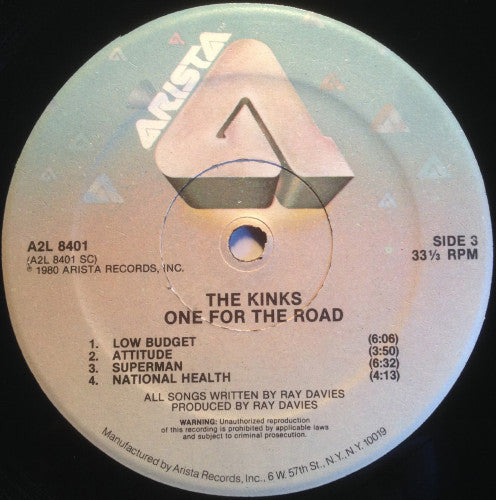 ARISTA
A2L 8401
(A2L 8401 SC)
℗ 1980 ARISTA RECORDS, INC.
SIDE 3
33⅓ RPM
THE KINKS
ONE FOR THE ROAD
1. LOW BUDGET (6:06)
2. ATTITUDE (3:50)
3. SUPERMAN (6:32)
4. NATIONAL HEALTH (4:13)
ALL SONGS WRITTEN BY RAY DAVIES
PRODUCED BY RAY DAVIES
WARNING: Unauthorized reproduction
of this recording is prohibited by applicable laws
and subject to criminal prosecution.
Manufactured by Arista Records, Inc., 6 W. 57th St., N.Y., N.Y. 10019